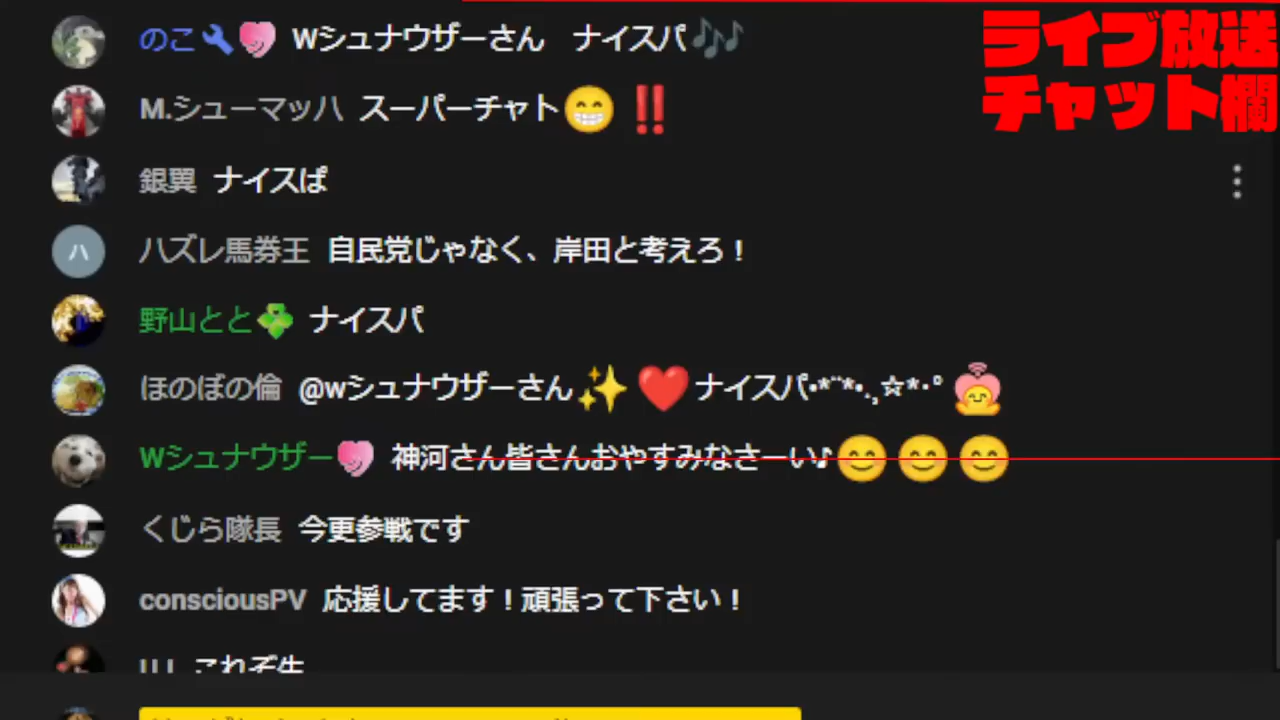 ライブ放送
チャット欄
のこ Wシュナウザーさん ナイスパ🎶
M.シューマッハ スーパーチャト😁‼️
銀翼 ナイスぱ
ハ ハズレ馬券王 自民党じゃなく、岸田と考えろ！
野山とと ナイスパ
ほのぼの倫 @wシュナウザーさん✨❤️ナイスパ•*¨*•.¸☆*･ﾟ
Wシュナウザー 神河さん皆さんおやすみなさーい♪😊😊😊
くじら隊長 今更参戦です
consciousPV 応援してます！頑張って下さい！
これぞ生